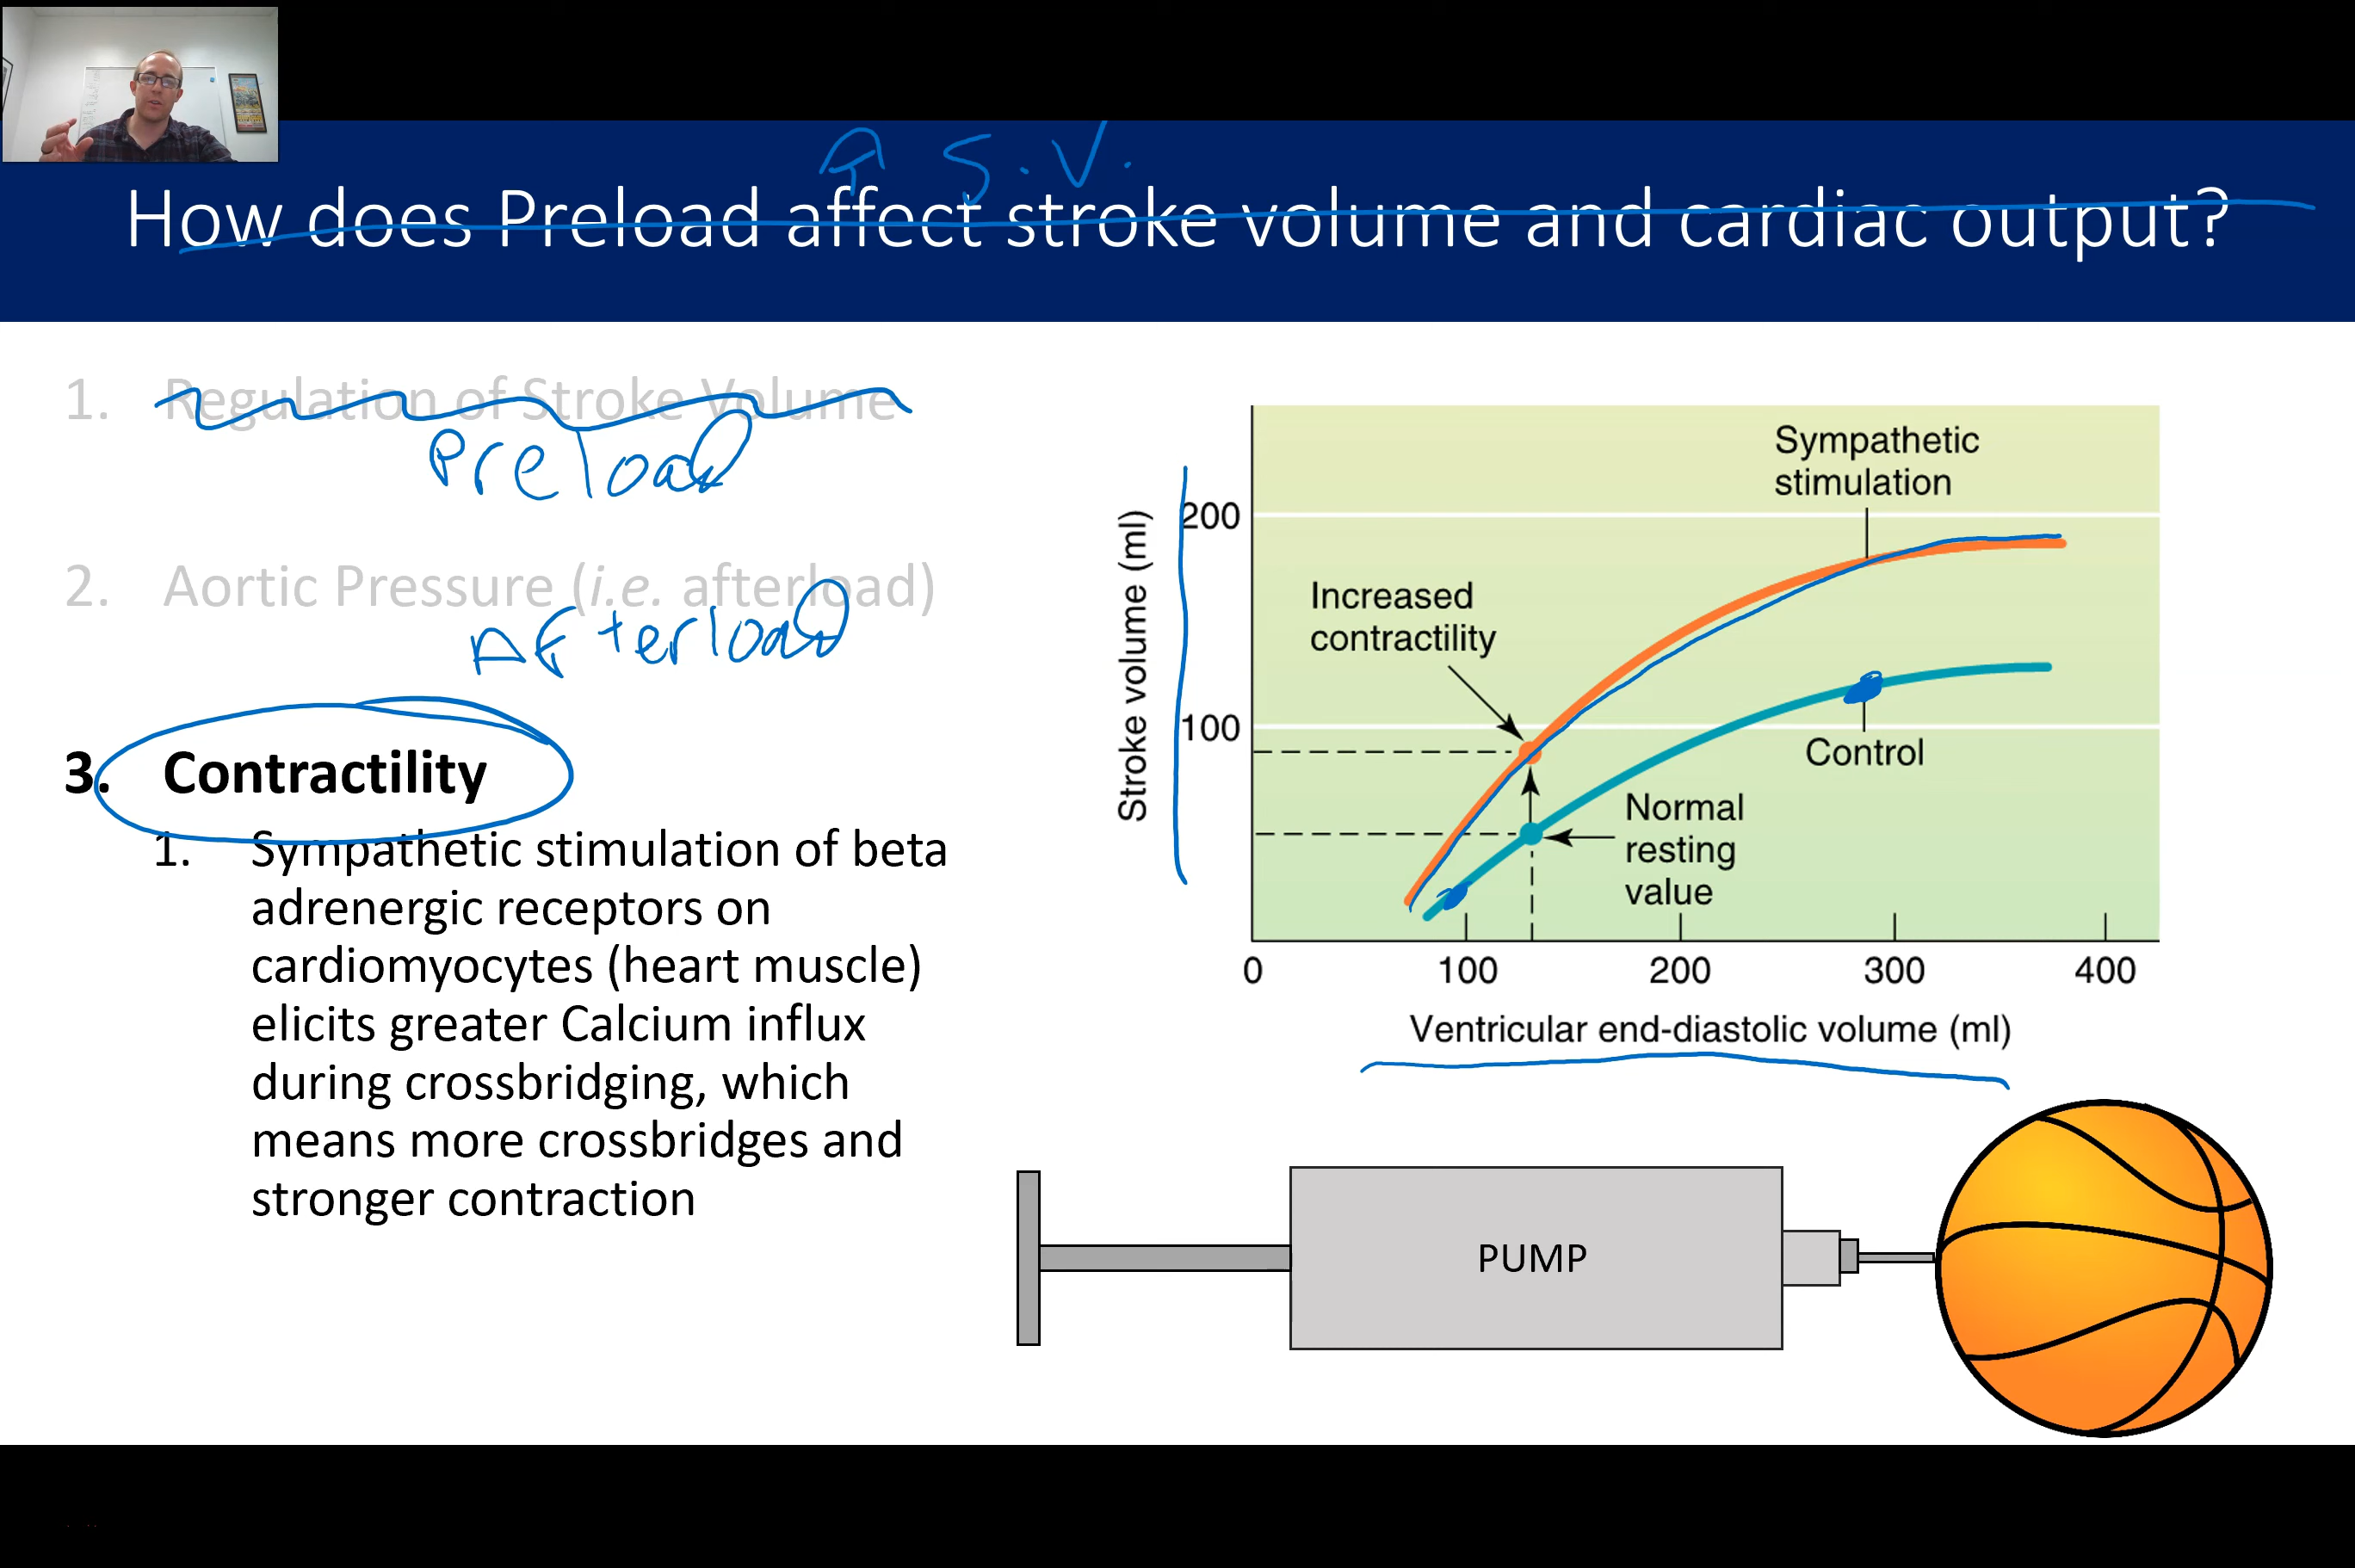 ↑ S.V.
How does Preload affect stroke volume and cardiac output?
1. Regulation of Stroke Volume
Preload
2. Aortic Pressure (i.e. afterload)
Afterload
3. Contractility
1. Sympathetic stimulation of beta
adrenergic receptors on
cardiomyocytes (heart muscle)
elicits greater Calcium influx
during crossbridging, which
means more crossbridges and
stronger contraction
Stroke volume (ml)
200
100
Sympathetic
stimulation
Increased
contractility
Control
Normal
resting
value
0 100 200 300 400
Ventricular end-diastolic volume (ml)
PUMP